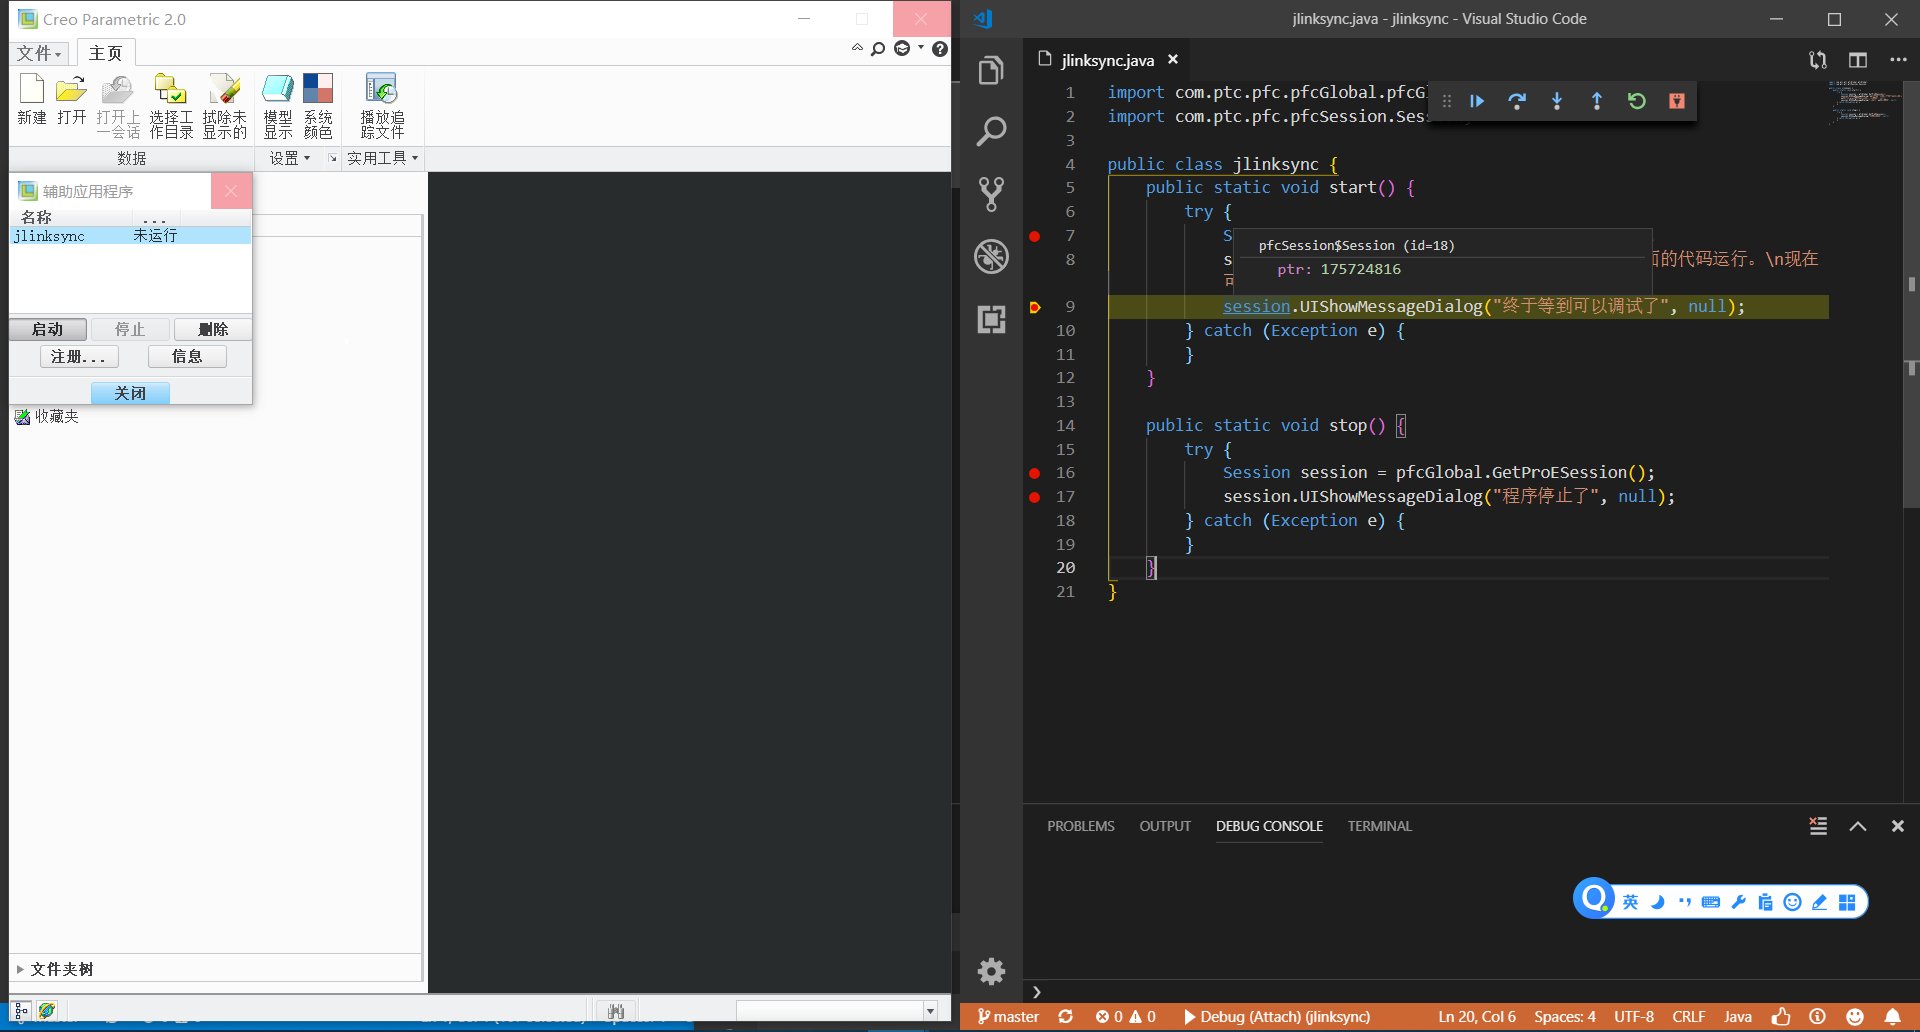 Creo Parametric 2.0
文件
主页
新建
打开
打开上一会话
选择工作目录
拭除未显示的
模型显示
系统颜色
播放追踪文件
数据
设置
实用工具
辅助应用程序
名称
...
jlinksync
未运行
启动
停止
删除
注册...
信息
关闭
收藏夹
文件夹树
jlinksync.java - jlinksync - Visual Studio Code
jlinksync.java
1 import com.ptc.pfc.pfcGlobal.pfcGl
2 import com.ptc.pfc.pfcSession.Ses
3
4 public class jlinksync {
5 public static void start() {
6 try {
7 S
pfcSession$Session (id=18)
8 s 面的代码运行。\n现在
ptr: 175724816
9 session.UIShowMessageDialog("终于等到可以调试了", null);
10 } catch (Exception e) {
11 }
12 }
13
14 public static void stop() {
15 try {
16 Session session = pfcGlobal.GetProESession();
17 session.UIShowMessageDialog("程序停止了", null);
18 } catch (Exception e) {
19 }
20 }
21 }
PROBLEMS
OUTPUT
DEBUG CONSOLE
TERMINAL
英
master
0
0
Debug (Attach) (jlinksync)
Ln 20, Col 6
Spaces: 4
UTF-8
CRLF
Java